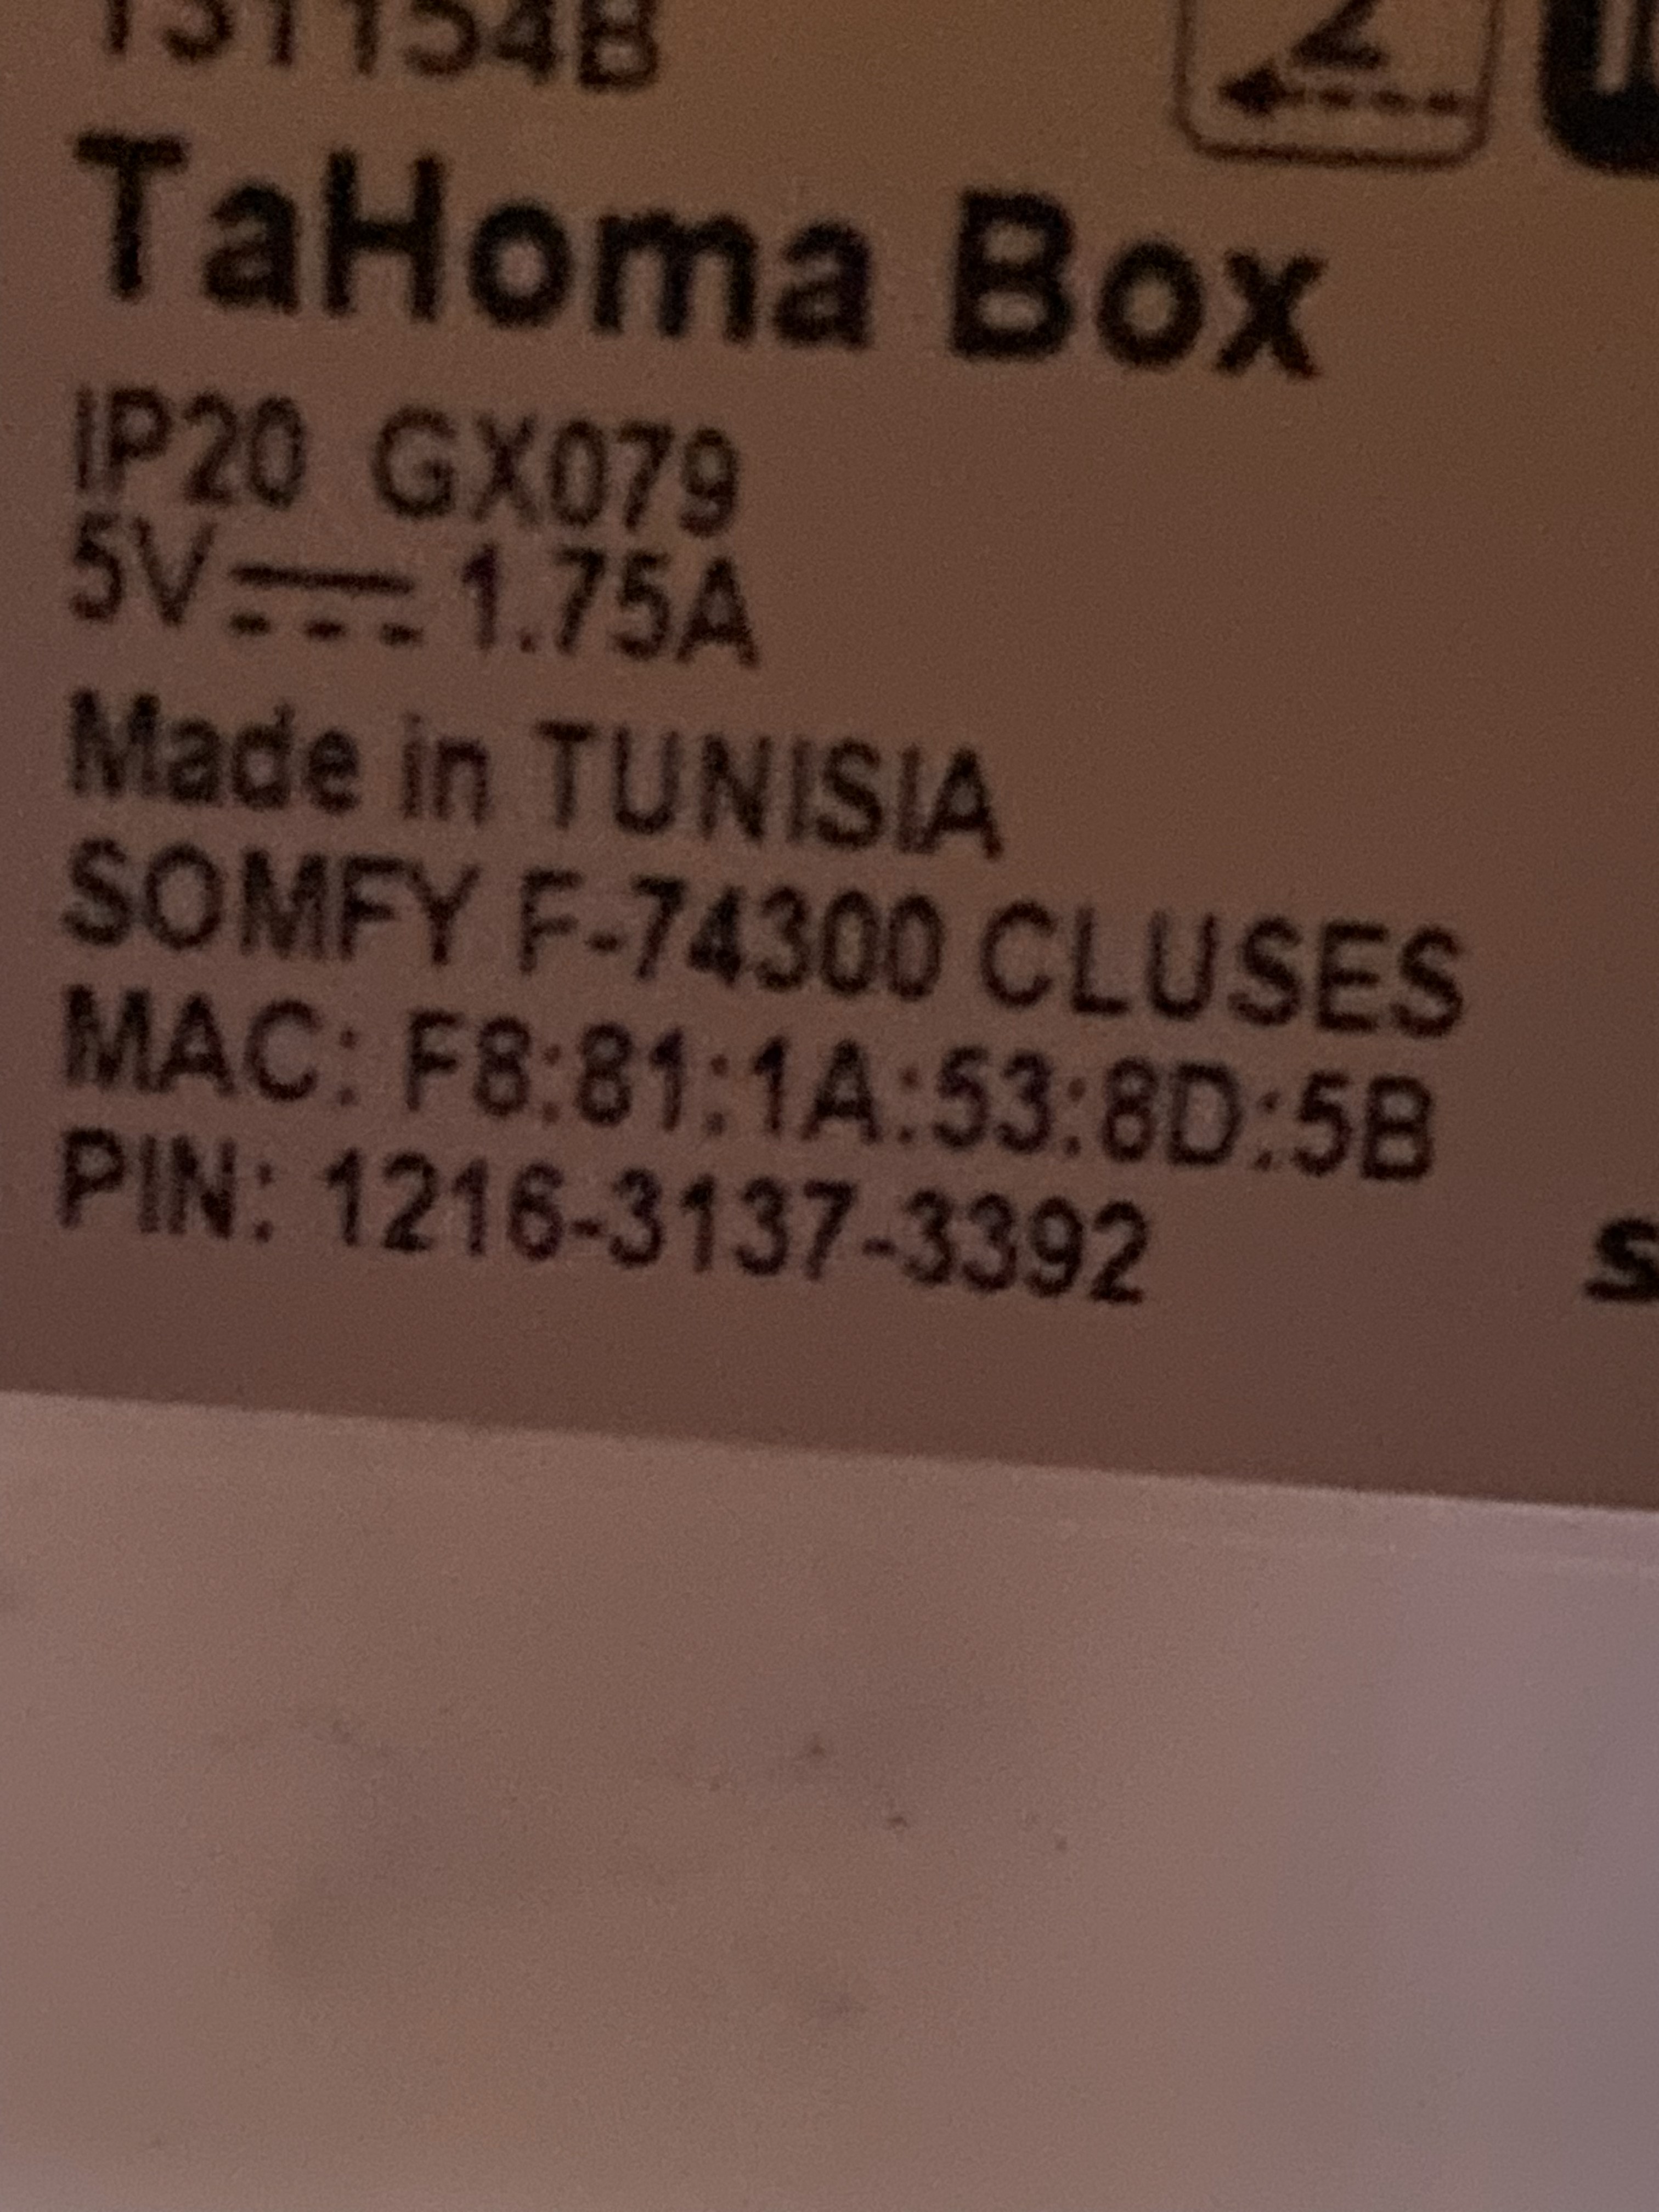 TaHoma Box
IP20 GX079
5V 1.75A
Made in TUNISIA
SOMFY F-74300 CLUSES
MAC: F8:81:1A:53:8D:5B
PIN: 1216-3137-3392